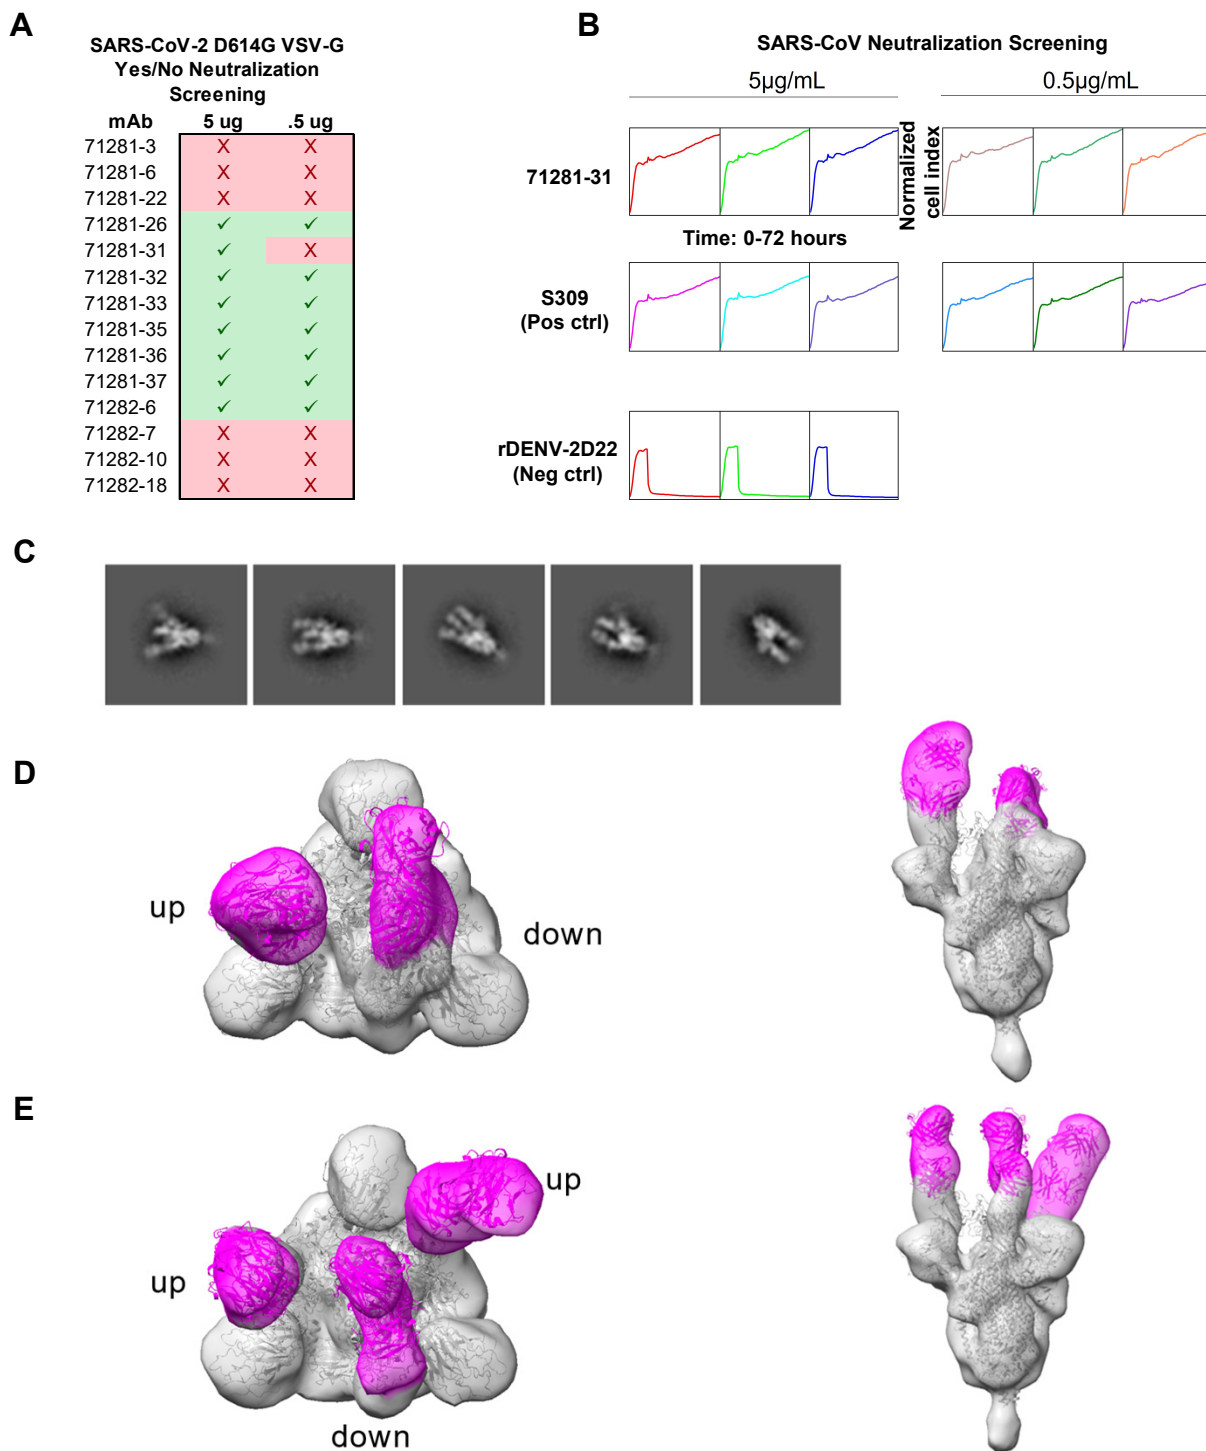 A
SARS-CoV-2 D614G VSV-G
Yes/No Neutralization
Screening
mAb 5 ug .5 ug
71281-3 X X
71281-6 X X
71281-22 X X
71281-26 ✓ ✓
71281-31 ✓ X
71281-32 ✓ ✓
71281-33 ✓ ✓
71281-35 ✓ ✓
71281-36 ✓ ✓
71281-37 ✓ ✓
71282-6 ✓ ✓
71282-7 X X
71282-10 X X
71282-18 X X
B
SARS-CoV Neutralization Screening
5µg/mL 0.5µg/mL
71281-31
Normalized
cell index
Time: 0-72 hours
S309
(Pos ctrl)
rDENV-2D22
(Neg ctrl)
C
D
up
down
E
up
up
down